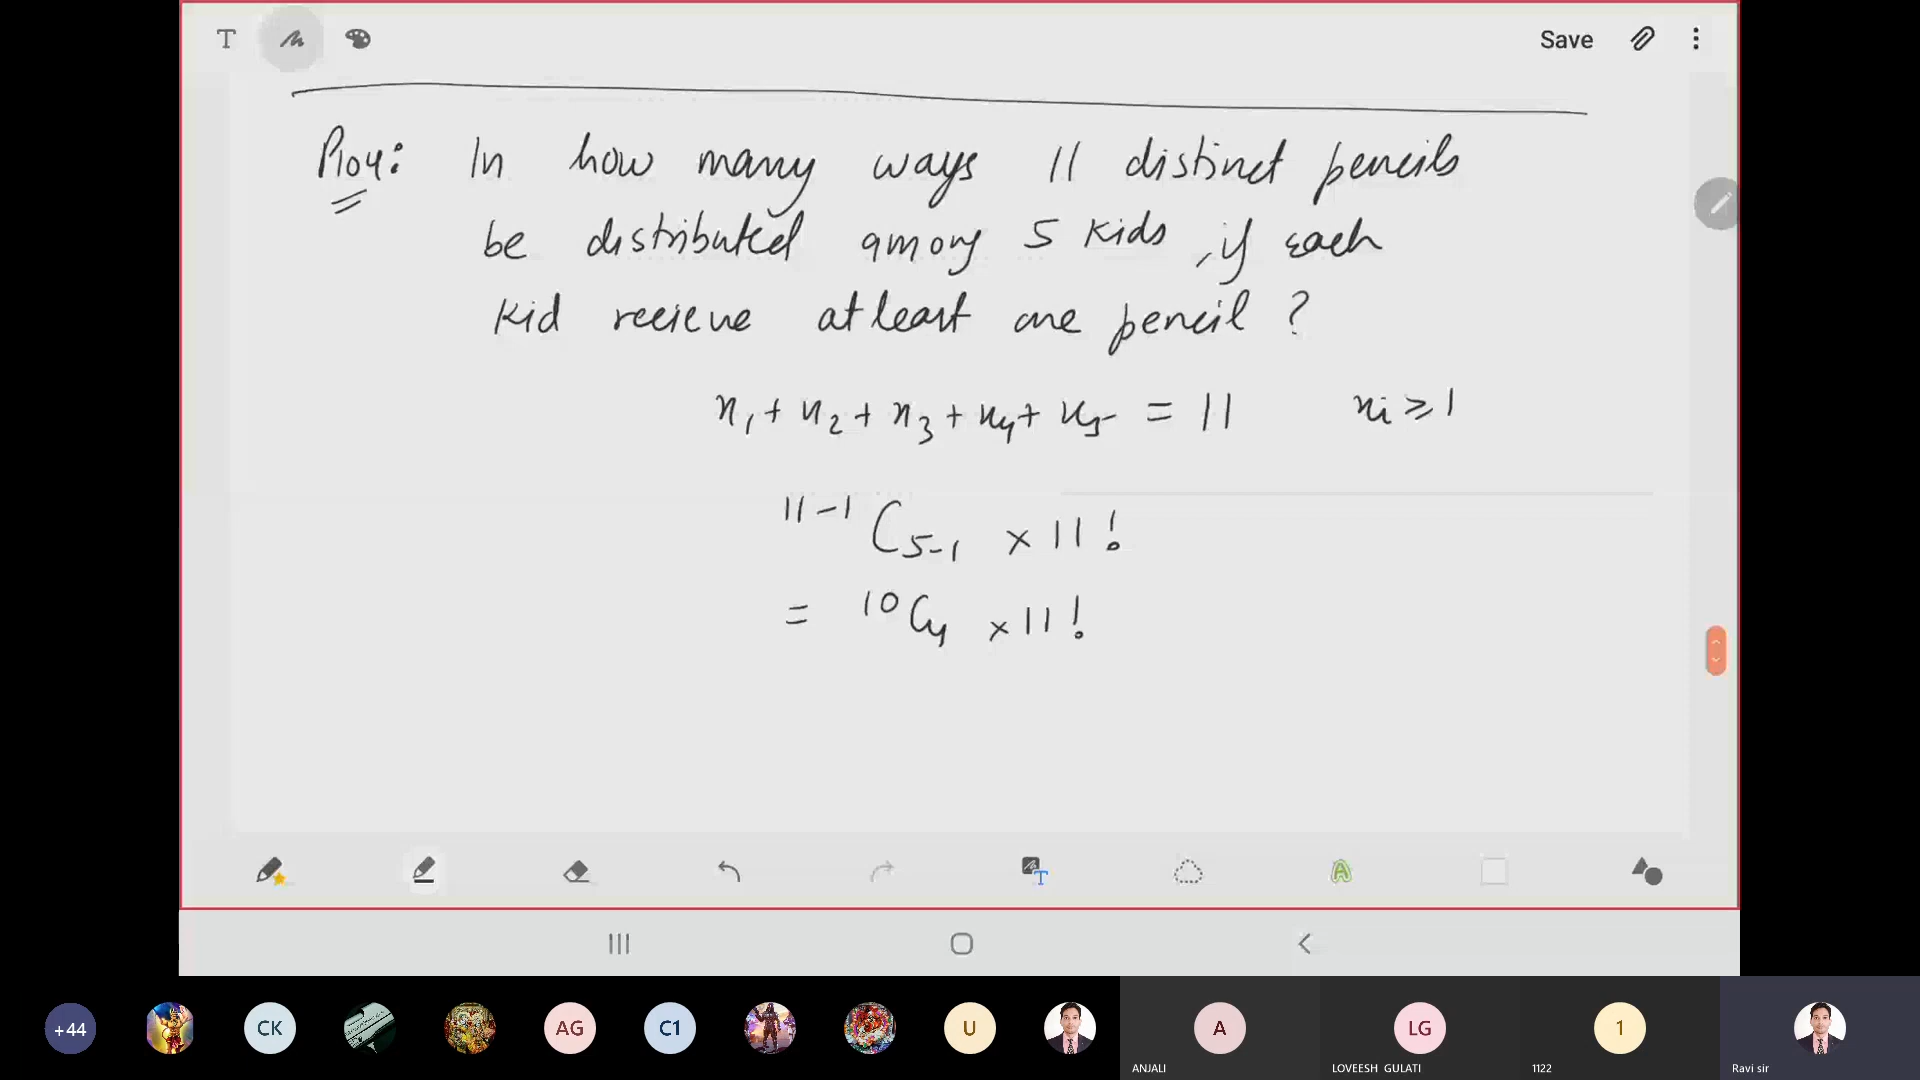 T
Save
Pro4: In how many ways 11 distinct pencils
be distributed among 5 kids, if each
kid recieve atleast one pencil ?
x₁ + x₂ + x₃ + x₄ + x₅ = 11 xi ≥ 1
¹¹⁻¹C₅₋₁ × 11!
= ¹⁰C₄ × 11!
+44 CK AG C1 U A LG 1
ANJALI LOVEESH GULATI 1122 Ravi sir